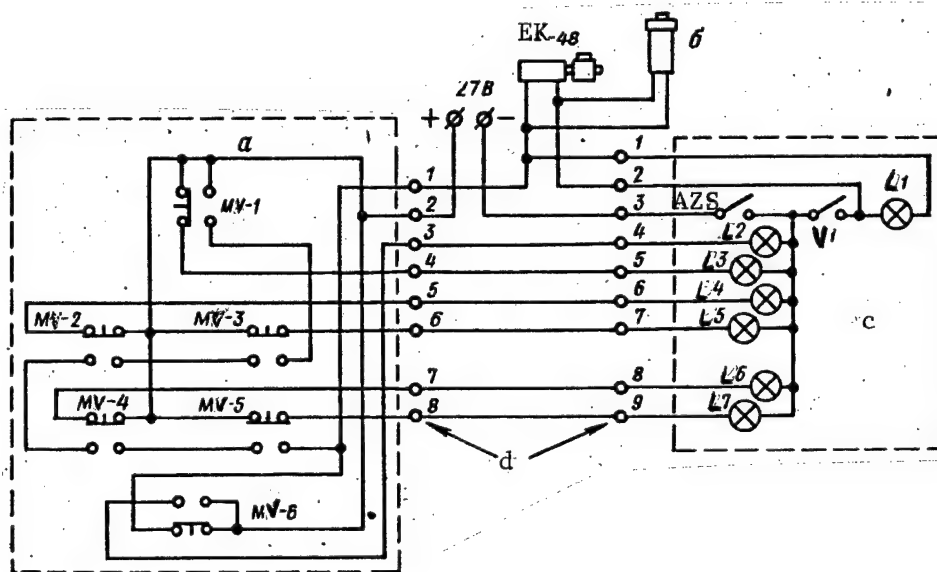 EK-48
б
27В
+ −
а
MV-1
1 1
2 2
3 AZS 3 V1 L1
4 L2
3
4 5 L3
5 6 L4
MV-2 MV-3
6 7 L5
c
7 8 L6
MV-4 MV-5
8 9 L7
d
MV-6